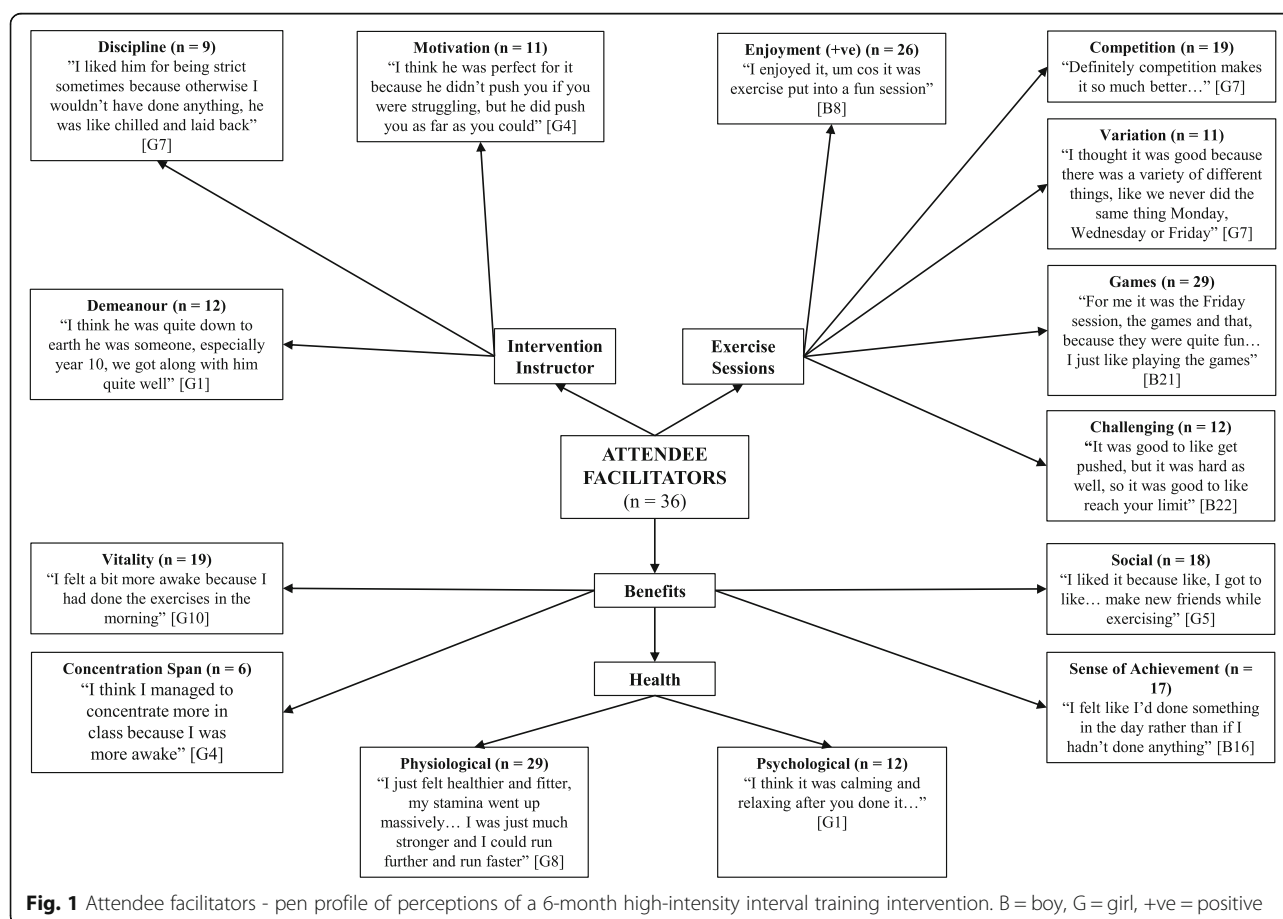 Discipline (n = 9)
"I liked him for being strict
sometimes because otherwise I
wouldn't have done anything, he
was like chilled and laid back"
[G7]
Motivation (n = 11)
"I think he was perfect for it
because he didn't push you if you
were struggling, but he did push
you as far as you could" [G4]
Enjoyment (+ve) (n = 26)
"I enjoyed it, um cos it was
exercise put into a fun session"
[B8]
Competition (n = 19)
"Definitely competition makes
it so much better…" [G7]
Variation (n = 11)
"I thought it was good because
there was a variety of different
things, like we never did the
same thing Monday,
Wednesday or Friday" [G7]
Demeanour (n = 12)
"I think he was quite down to
earth he was someone, especially
year 10, we got along with him
quite well" [G1]
Intervention
Instructor
Exercise
Sessions
Games (n = 29)
"For me it was the Friday
session, the games and that,
because they were quite fun…
I just like playing the games"
[B21]
Challenging (n = 12)
"It was good to like get
pushed, but it was hard as
well, so it was good to like
reach your limit" [B22]
ATTENDEE
FACILITATORS
(n = 36)
Vitality (n = 19)
"I felt a bit more awake because I
had done the exercises in the
morning" [G10]
Benefits
Social (n = 18)
"I liked it because like, I got to
like… make new friends while
exercising" [G5]
Concentration Span (n = 6)
"I think I managed to
concentrate more in
class because I was
more awake" [G4]
Health
Sense of Achievement (n =
17)
"I felt like I'd done something
in the day rather than if I
hadn't done anything" [B16]
Physiological (n = 29)
"I just felt healthier and fitter,
my stamina went up
massively… I was just much
stronger and I could run
further and run faster" [G8]
Psychological (n = 12)
"I think it was calming and
relaxing after you done it…"
[G1]
Fig. 1 Attendee facilitators - pen profile of perceptions of a 6-month high-intensity interval training intervention. B = boy, G = girl, +ve = positive